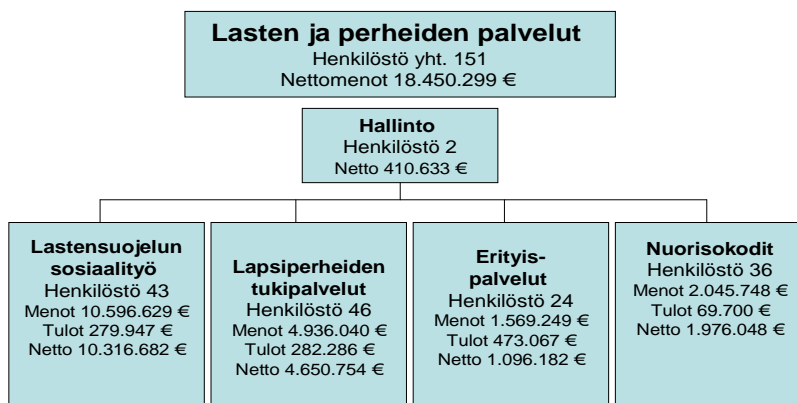 Lasten ja perheiden palvelut
Henkilöstö yht. 151
Nettomenot 18.450.299 €
Hallinto
Henkilöstö 2
Netto 410.633 €
Lastensuojelun
sosiaalityö
Henkilöstö 43
Menot 10.596.629 €
Tulot 279.947 €
Netto 10.316.682 €
Lapsiperheiden
tukipalvelut
Henkilöstö 46
Menot 4.936.040 €
Tulot 282.286 €
Netto 4.650.754 €
Erityis-
palvelut
Henkilöstö 24
Menot 1.569.249 €
Tulot 473.067 €
Netto 1.096.182 €
Nuorisokodit
Henkilöstö 36
Menot 2.045.748 €
Tulot 69.700 €
Netto 1.976.048 €